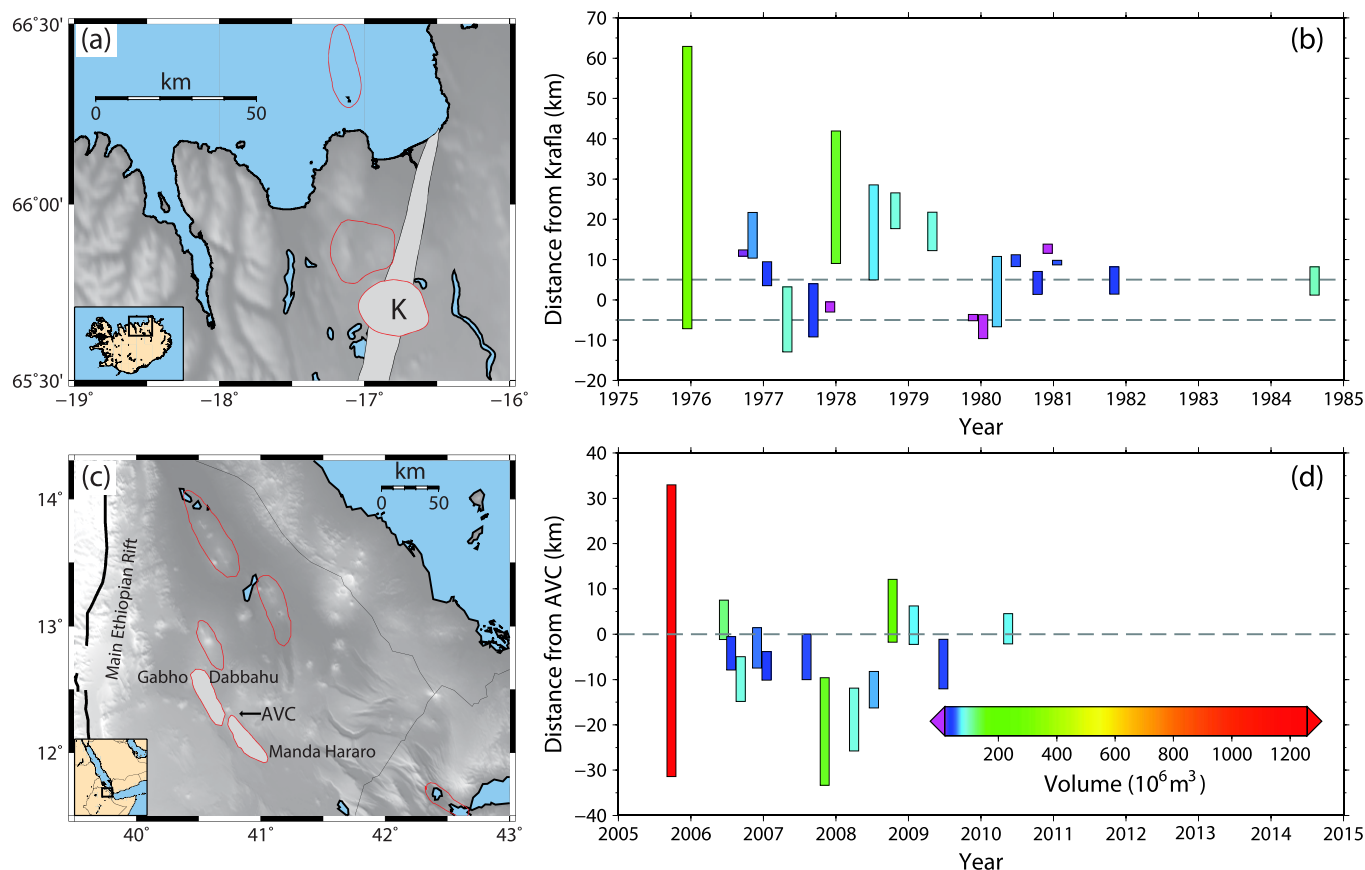 (a)
66°30'
66°00'
65°30'
km
0 50
K
−19 −18 −17 −16
(b)
Distance from Krafla (km)
70
60
50
40
30
20
10
0
−10
−20
1975 1976 1977 1978 1979 1980 1981 1982 1983 1984 1985
Year
(c)
14°
13°
12°
km
0 50
Main Ethiopian Rift
Gabho Dabbahu
AVC
Manda Hararo
40° 41° 42° 43°
(d)
Distance from AVC (km)
40
30
20
10
0
−10
−20
−30
−40
200 400 600 800 1000 1200
Volume (10⁶ m³)
2005 2006 2007 2008 2009 2010 2011 2012 2013 2014 2015
Year